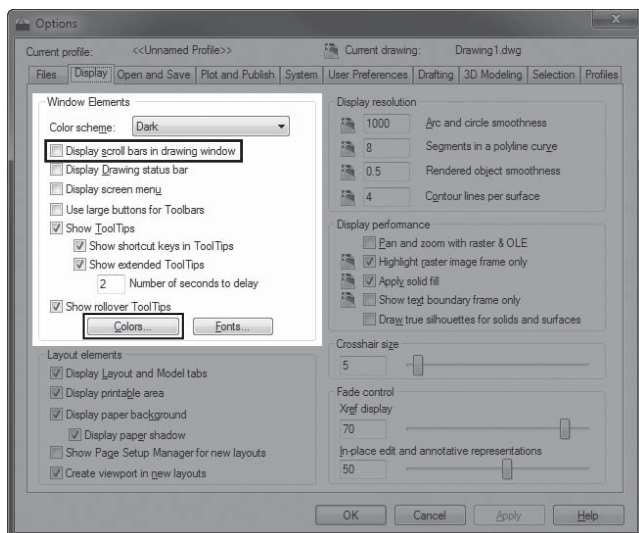 Options
Current profile: <<Unnamed Profile>> Current drawing: Drawing1.dwg
Files Display Open and Save Plot and Publish System User Preferences Drafting 3D Modeling Selection Profiles
Window Elements
Color scheme: Dark
Display scroll bars in drawing window
Display Drawing status bar
Display screen menu
Use large buttons for Toolbars
Show ToolTips
Show shortcut keys in ToolTips
Show extended ToolTips
2 Number of seconds to delay
Show rollover ToolTips
Colors... Fonts...
Layout elements
Display Layout and Model tabs
Display printable area
Display paper background
Display paper shadow
Show Page Setup Manager for new layouts
Create viewport in new layouts
Display resolution
1000 Arc and circle smoothness
8 Segments in a polyline curve
0.5 Rendered object smoothness
4 Contour lines per surface
Display performance
Pan and zoom with raster & OLE
Highlight raster image frame only
Apply solid fill
Show text boundary frame only
Draw true silhouettes for solids and surfaces
Crosshair size
5
Fade control
Xref display
70
In-place edit and annotative representations
50
OK Cancel Apply Help